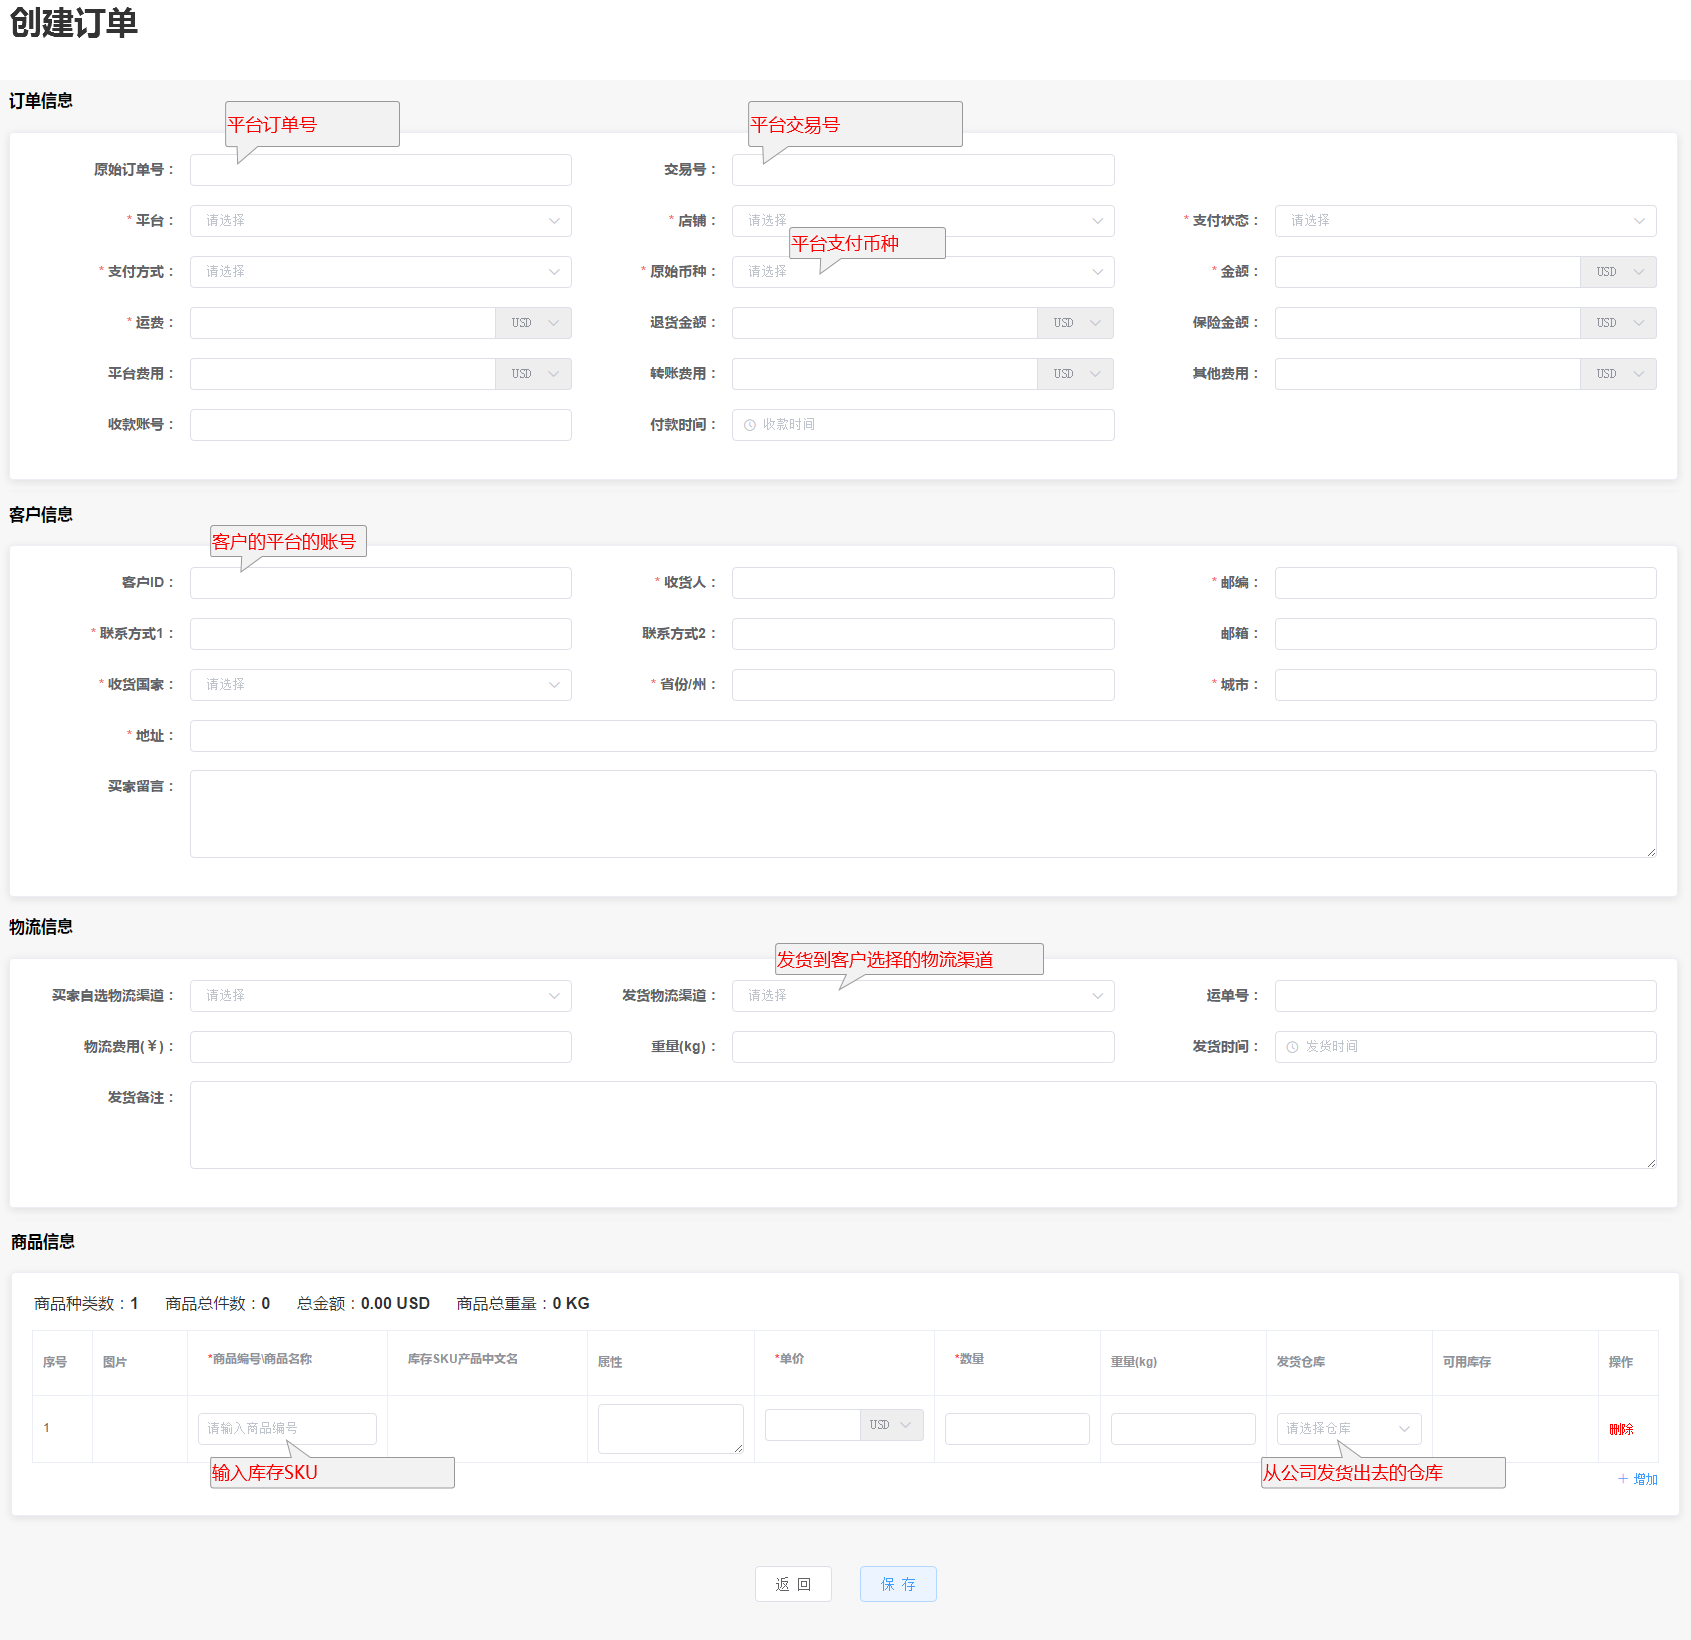 创建订单
订单信息
平台订单号
平台交易号
原始订单号：
交易号：
* 平台： 请选择
* 店铺： 请选择
* 支付状态： 请选择
平台支付币种
* 支付方式： 请选择
* 原始币种： 请选择
* 金额： USD
* 运费： USD
退货金额： USD
保险金额： USD
平台费用： USD
转账费用： USD
其他费用： USD
收款账号：
付款时间： 收款时间
客户信息
客户的平台的账号
客户ID：
* 收货人：
* 邮编：
* 联系方式1：
联系方式2：
邮箱：
* 收货国家： 请选择
* 省份/州：
* 城市：
* 地址：
买家留言：
物流信息
发货到客户选择的物流渠道
买家自选物流渠道： 请选择
发货物流渠道： 请选择
运单号：
物流费用(￥)：
重量(kg)：
发货时间： 发货时间
发货备注：
商品信息
商品种类数：1 商品总件数：0 总金额：0.00 USD 商品总重量：0 KG
序号 图片 *商品编号\商品名称 库存SKU产品中文名 属性 *单价 *数量 重量(kg) 发货仓库 可用库存 操作
1 请输入商品编号 USD 请选择仓库 删除
输入库存SKU
从公司发货出去的仓库
+ 增加
返 回
保 存